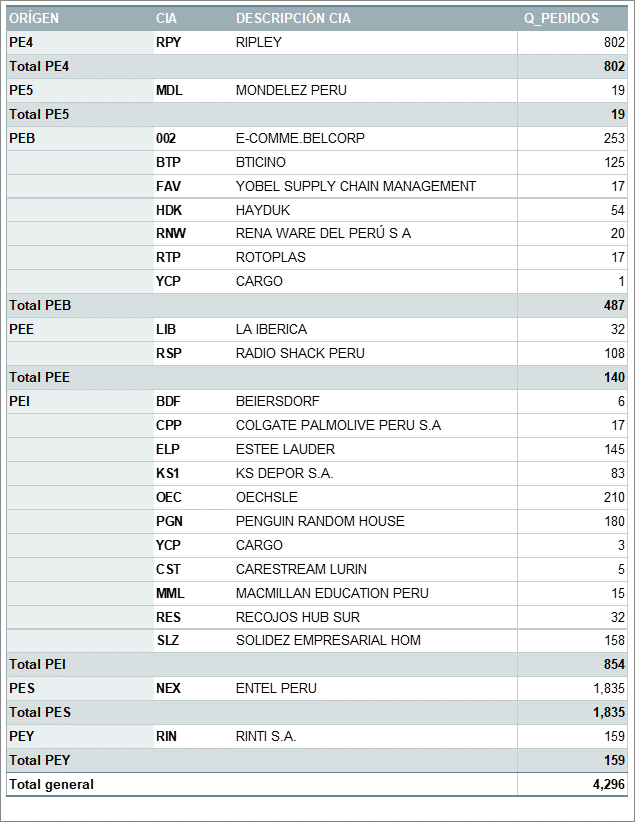 ORÍGEN CIA DESCRIPCIÓN CIA Q_PEDIDOS
PE4 RPY RIPLEY 802
Total PE4 802
PE5 MDL MONDELEZ PERU 19
Total PE5 19
PEB 002 E-COMME.BELCORP 253
BTP BTICINO 125
FAV YOBEL SUPPLY CHAIN MANAGEMENT 17
HDK HAYDUK 54
RNW RENA WARE DEL PERÚ S A 20
RTP ROTOPLAS 17
YCP CARGO 1
Total PEB 487
PEE LIB LA IBERICA 32
RSP RADIO SHACK PERU 108
Total PEE 140
PEI BDF BEIERSDORF 6
CPP COLGATE PALMOLIVE PERU S.A 17
ELP ESTEE LAUDER 145
KS1 KS DEPOR S.A. 83
OEC OECHSLE 210
PGN PENGUIN RANDOM HOUSE 180
YCP CARGO 3
CST CARESTREAM LURIN 5
MML MACMILLAN EDUCATION PERU 15
RES RECOJOS HUB SUR 32
SLZ SOLIDEZ EMPRESARIAL HOM 158
Total PEI 854
PES NEX ENTEL PERU 1,835
Total PES 1,835
PEY RIN RINTI S.A. 159
Total PEY 159
Total general 4,296